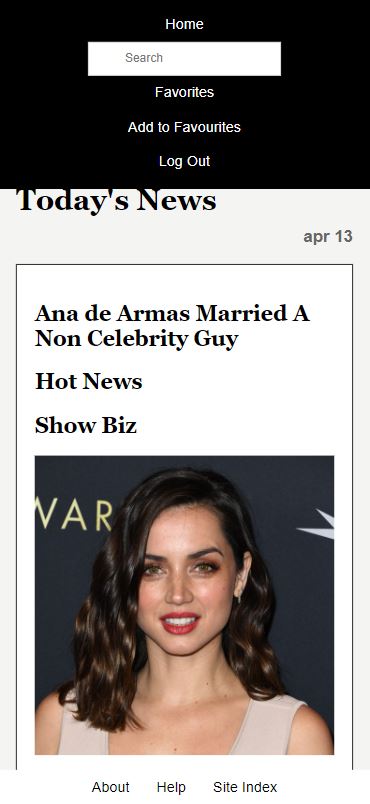 Home
Search
Favorites
Add to Favourites
Log Out
Today's News
apr 13
Ana de Armas Married A
Non Celebrity Guy
Hot News
Show Biz
WAR
About
Help
Site Index